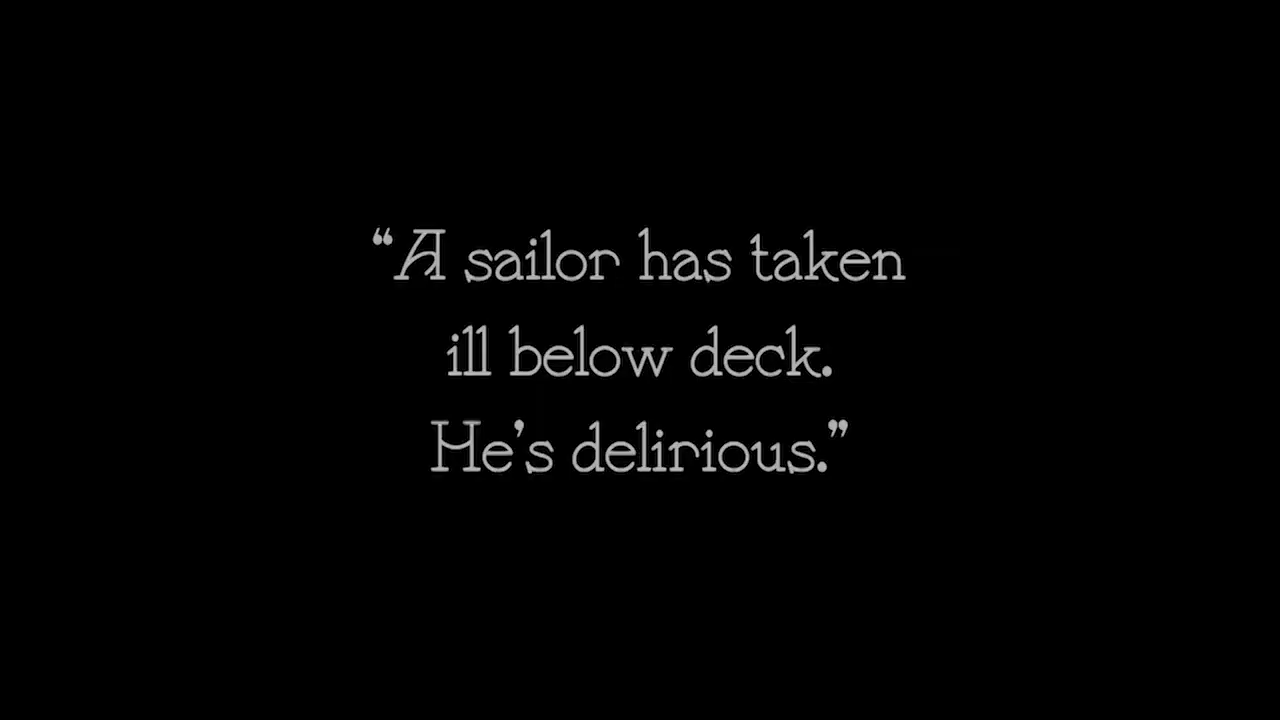 “A sailor has taken
ill below deck.
He’s delirious.”